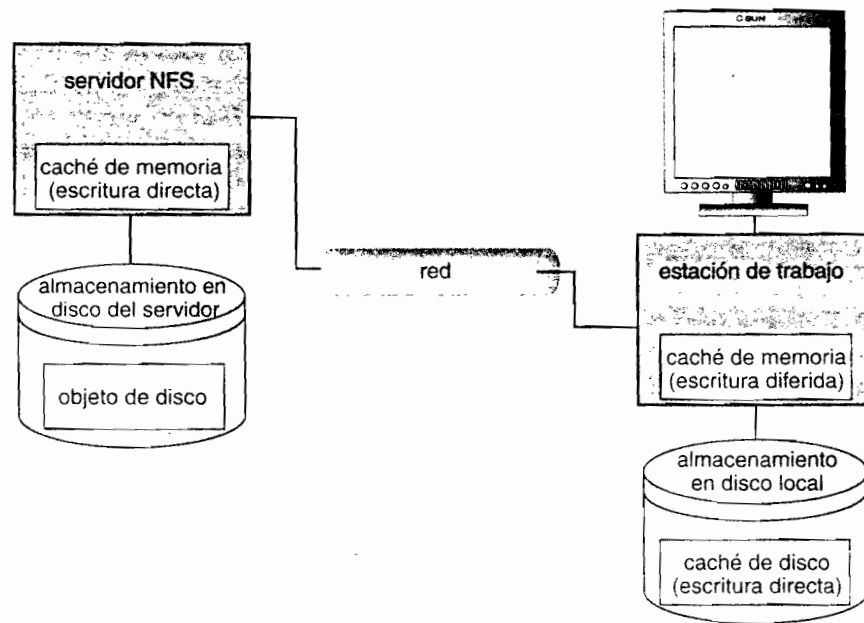 servidor NFS
caché de memoria
(escritura directa)
almacenamiento en
disco del servidor
objeto de disco
red
SUN
estación de trabajo
caché de memoria
(escritura diferida)
almacenamiento
en disco local
caché de disco
(escritura directa)